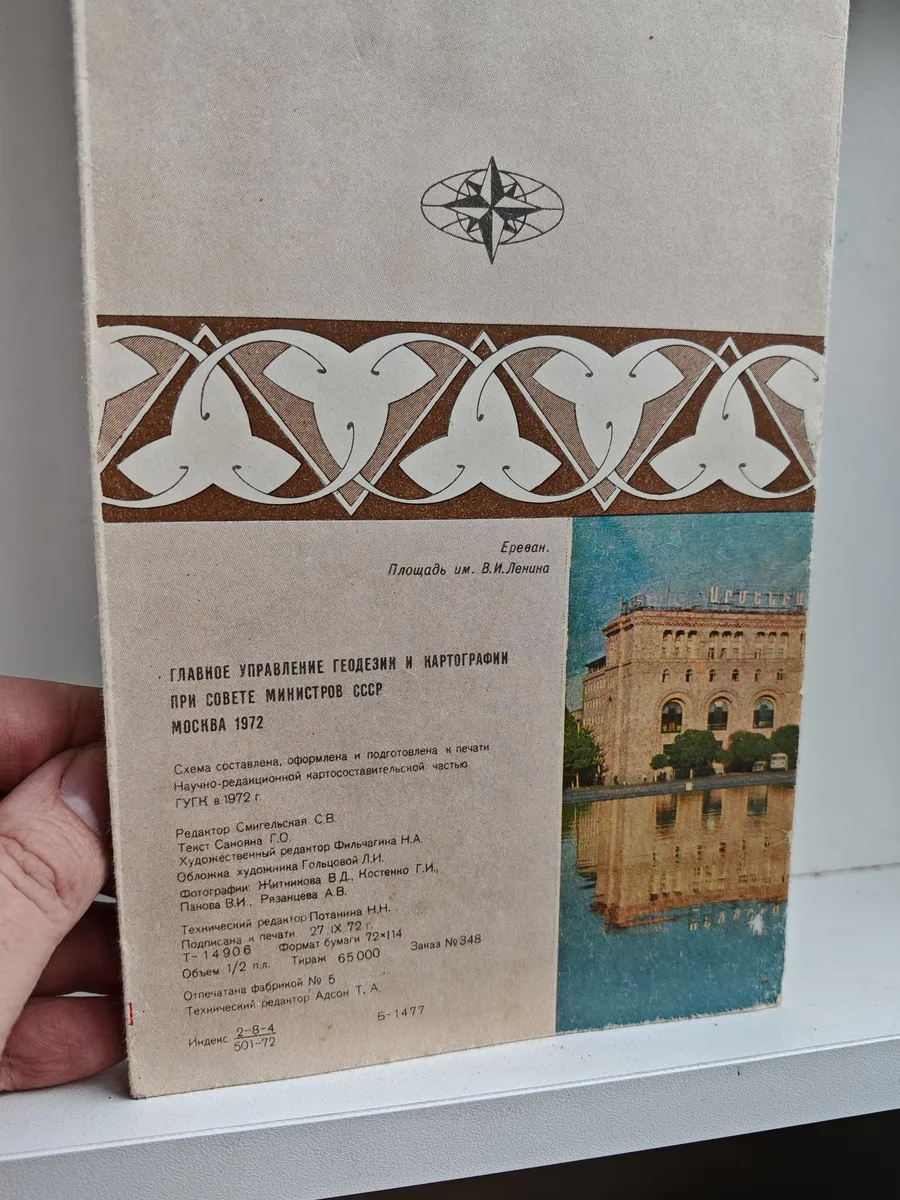 Ереван.
Площадь им. В.И.Ленина
ГЛАВНОЕ УПРАВЛЕНИЕ ГЕОДЕЗИИ И КАРТОГРАФИИ
ПРИ СОВЕТЕ МИНИСТРОВ СССР
МОСКВА 1972
Схема составлена, оформлена и подготовлена к печати
Научно-редакционной картосоставительской частью
ГУГК в 1972 г.
Редактор Смигельская С.В.
Текст Санояна Г.О.
Художественный редактор Фильчагина Н.А.
Обложка художника Гольцовой Л.И.
Фотографии: Житникова В.Д., Костенко Г.И.,
Панова В.И., Рязанцева А.В.
Технический редактор Потанина Н.Н.
Подписана к печати 27 IX 72 г.
Т-14906 Формат бумаги 72×114
Объем 1/2 п.л. Тираж 65000 Заказ №348
Отпечатана фабрикой № 5
Технический редактор Адсон Т. А.
Б-1477
Индекс 2-8-4
501-72